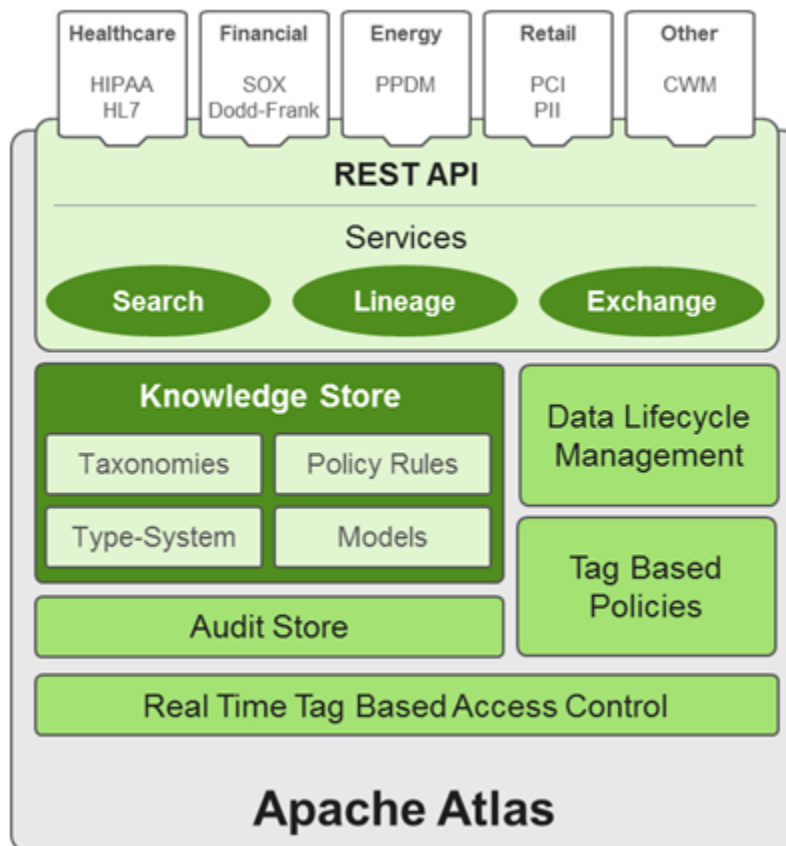 Healthcare
HIPAA
HL7
Financial
SOX
Dodd-Frank
Energy
PPDM
Retail
PCI
PII
Other
CWM
REST API
Services
Search
Lineage
Exchange
Knowledge Store
Taxonomies
Policy Rules
Type-System
Models
Data Lifecycle
Management
Tag Based
Policies
Audit Store
Real Time Tag Based Access Control
Apache Atlas